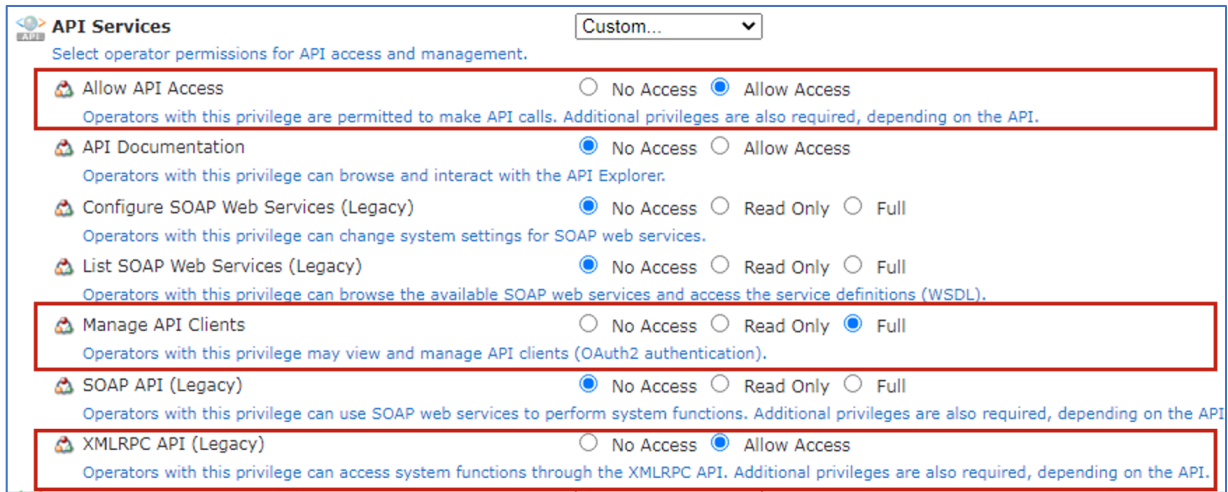 API
API Services Custom...
Select operator permissions for API access and management.
Allow API Access No Access Allow Access
Operators with this privilege are permitted to make API calls. Additional privileges are also required, depending on the API.
API Documentation No Access Allow Access
Operators with this privilege can browse and interact with the API Explorer.
Configure SOAP Web Services (Legacy) No Access Read Only Full
Operators with this privilege can change system settings for SOAP web services.
List SOAP Web Services (Legacy) No Access Read Only Full
Operators with this privilege can browse the available SOAP web services and access the service definitions (WSDL).
Manage API Clients No Access Read Only Full
Operators with this privilege may view and manage API clients (OAuth2 authentication).
SOAP API (Legacy) No Access Read Only Full
Operators with this privilege can use SOAP web services to perform system functions. Additional privileges are also required, depending on the API
XMLRPC API (Legacy) No Access Allow Access
Operators with this privilege can access system functions through the XMLRPC API. Additional privileges are also required, depending on the API.